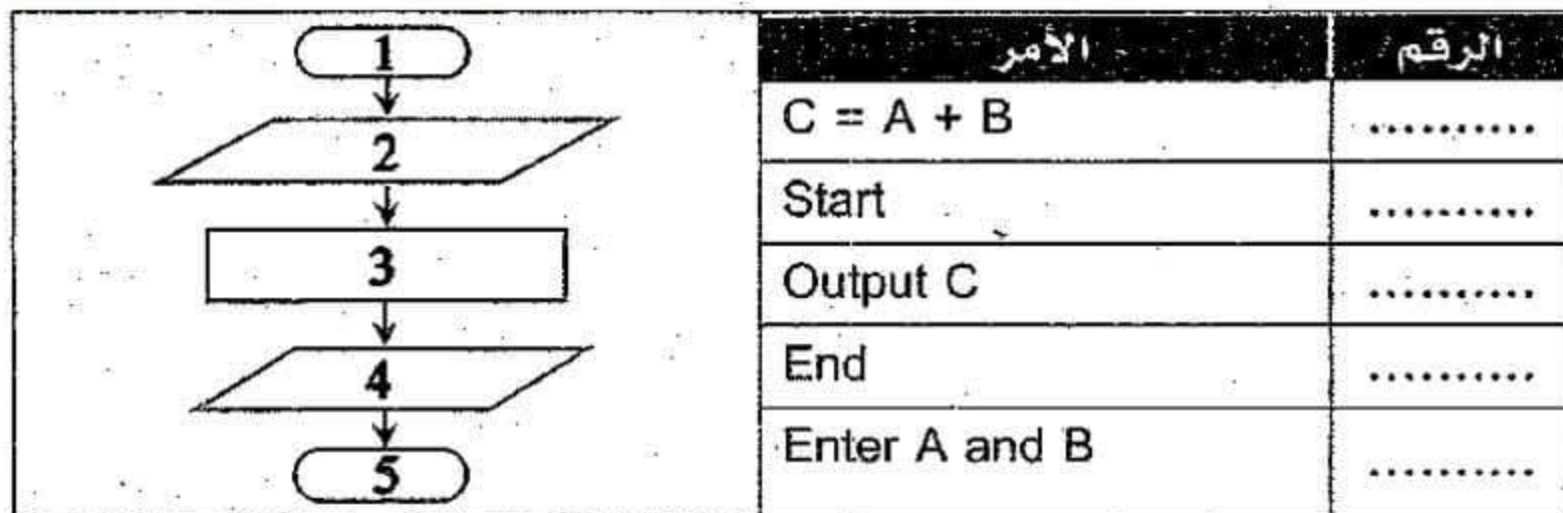 1
2
3
4
5
الأمر الرقم
C = A + B ..........
Start ..........
Output C ..........
End ..........
Enter A and B ..........